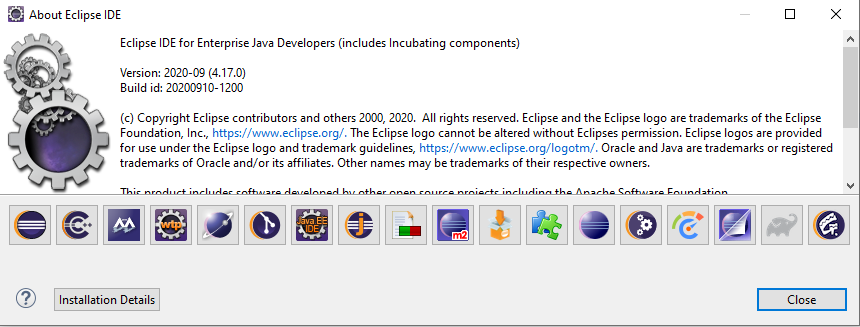 About Eclipse IDE
Eclipse IDE for Enterprise Java Developers (includes Incubating components)
Version: 2020-09 (4.17.0)
Build id: 20200910-1200
(c) Copyright Eclipse contributors and others 2000, 2020.  All rights reserved. Eclipse and the Eclipse logo are trademarks of the Eclipse
Foundation, Inc., https://www.eclipse.org/. The Eclipse logo cannot be altered without Eclipses permission. Eclipse logos are provided
for use under the Eclipse logo and trademark guidelines, https://www.eclipse.org/logotm/. Oracle and Java are trademarks or registered
trademarks of Oracle and/or its affiliates. Other names may be trademarks of their respective owners.
This product includes software developed by other open source projects including the Apache Software Foundation
wtp
Java EE
IDE
j
m2
?
Installation Details
Close